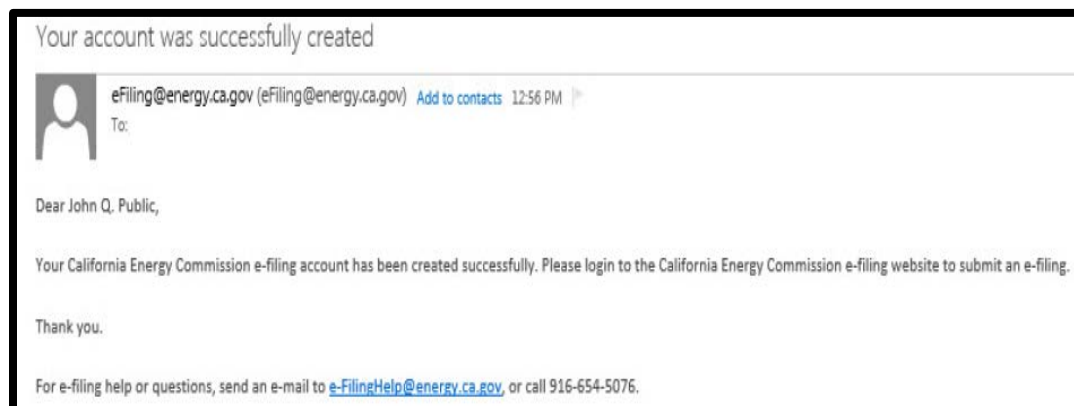 Your account was successfully created
eFiling@energy.ca.gov (eFiling@energy.ca.gov) Add to contacts 12:56 PM
To:
Dear John Q. Public,
Your California Energy Commission e-filing account has been created successfully. Please login to the California Energy Commission e-filing website to submit an e-filing.
Thank you.
For e-filing help or questions, send an e-mail to e-FilingHelp@energy.ca.gov, or call 916-654-5076.